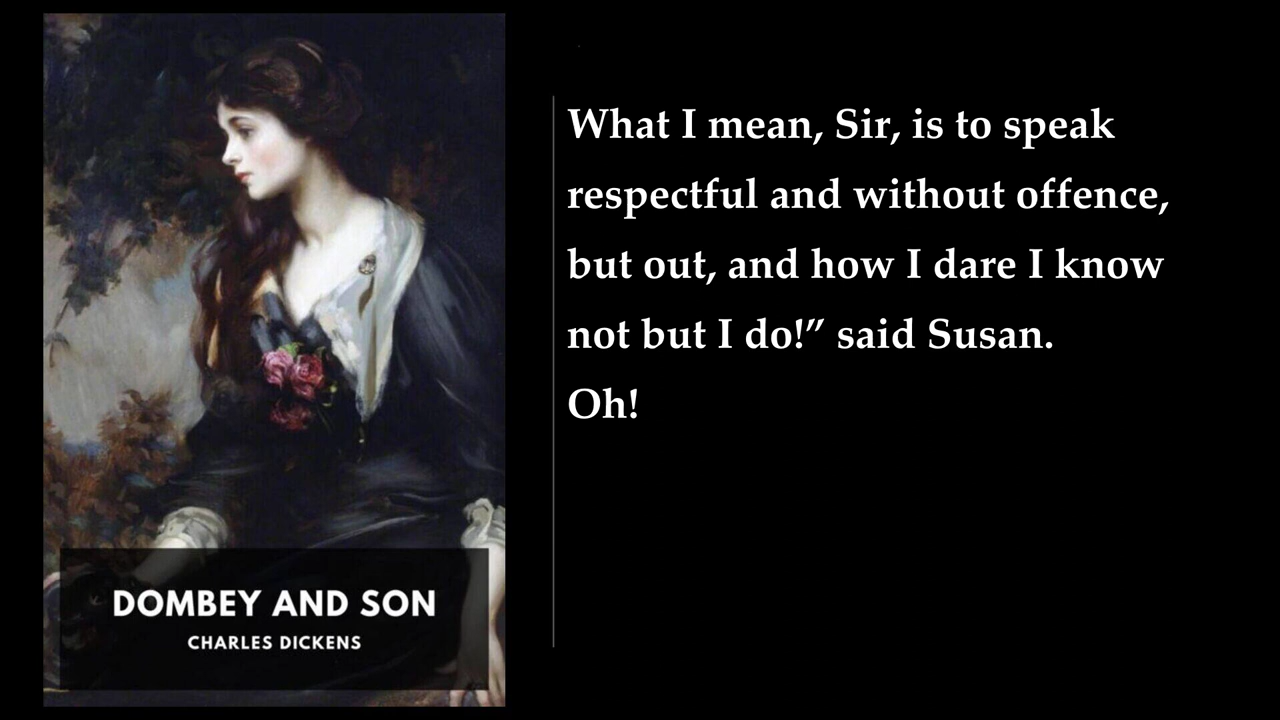 What I mean, Sir, is to speak
respectful and without offence,
but out, and how I dare I know
not but I do!” said Susan.
Oh!
DOMBEY AND SON
CHARLES DICKENS